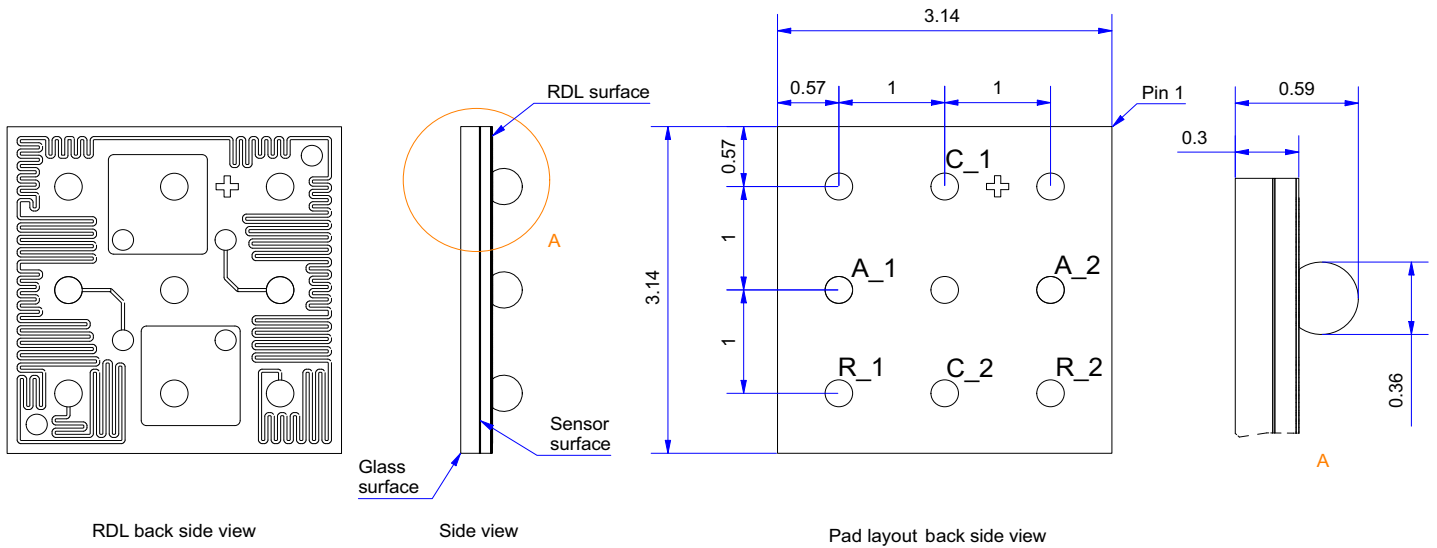 3.14
RDL surface
0.57
1
1
Pin 1
0.59
0.57
C_1
0.3
A
1
A_1
A_2
3.14
1
R_1
C_2
R_2
0.36
Sensor
surface
Glass
surface
A
RDL back side view
Side view
Pad layout back side view